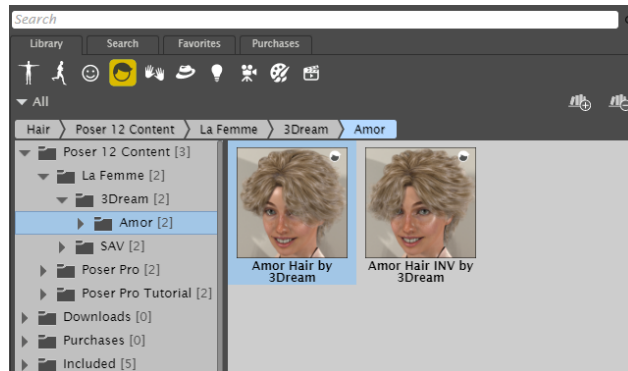 Search
Library Search Favorites Purchases
All
Hair Poser 12 Content La Femme 3Dream Amor
Poser 12 Content [3]
La Femme [2]
3Dream [2]
Amor [2]
SAV [2]
Poser Pro [2]
Poser Pro Tutorial [2]
Downloads [0]
Purchases [0]
Included [5]
Amor Hair by
3Dream
Amor Hair INV by
3Dream